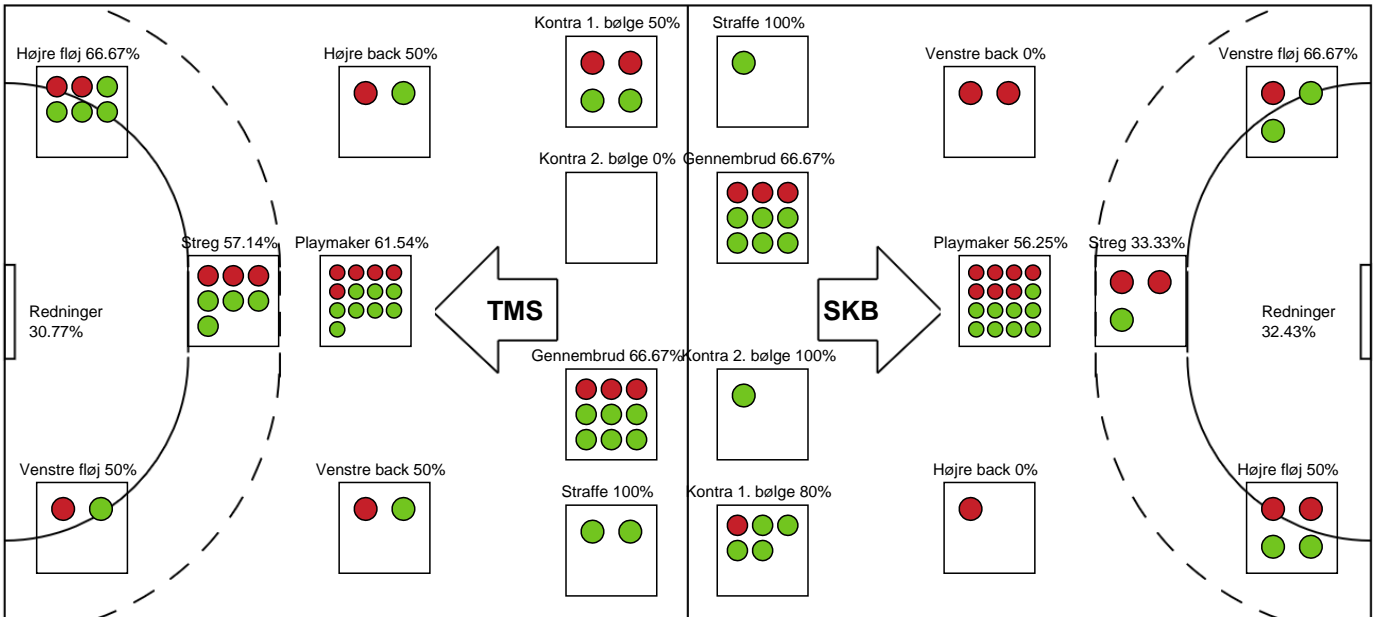 Kontra 1. bølge 50%
Straffe 100%
Højre fløj 66.67%
Højre back 50%
Venstre back 0%
Venstre fløj 66.67%
Kontra 2. bølge 0%
Gennembrud 66.67%
Streg 57.14%
Playmaker 61.54%
Playmaker 56.25%
Streg 33.33%
Redninger
30.77%
TMS
SKB
Redninger
32.43%
Gennembrud 66.67%
Kontra 2. bølge 100%
Venstre fløj 50%
Venstre back 50%
Højre back 0%
Højre fløj 50%
Straffe 100%
Kontra 1. bølge 80%